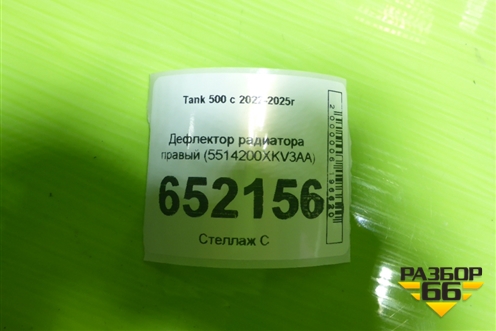 Tank 500 с 2022-2025г
Дефлектор радиатора
правый (5514200XKV3AA)
652156
Стеллаж С
РАЗБОР
66